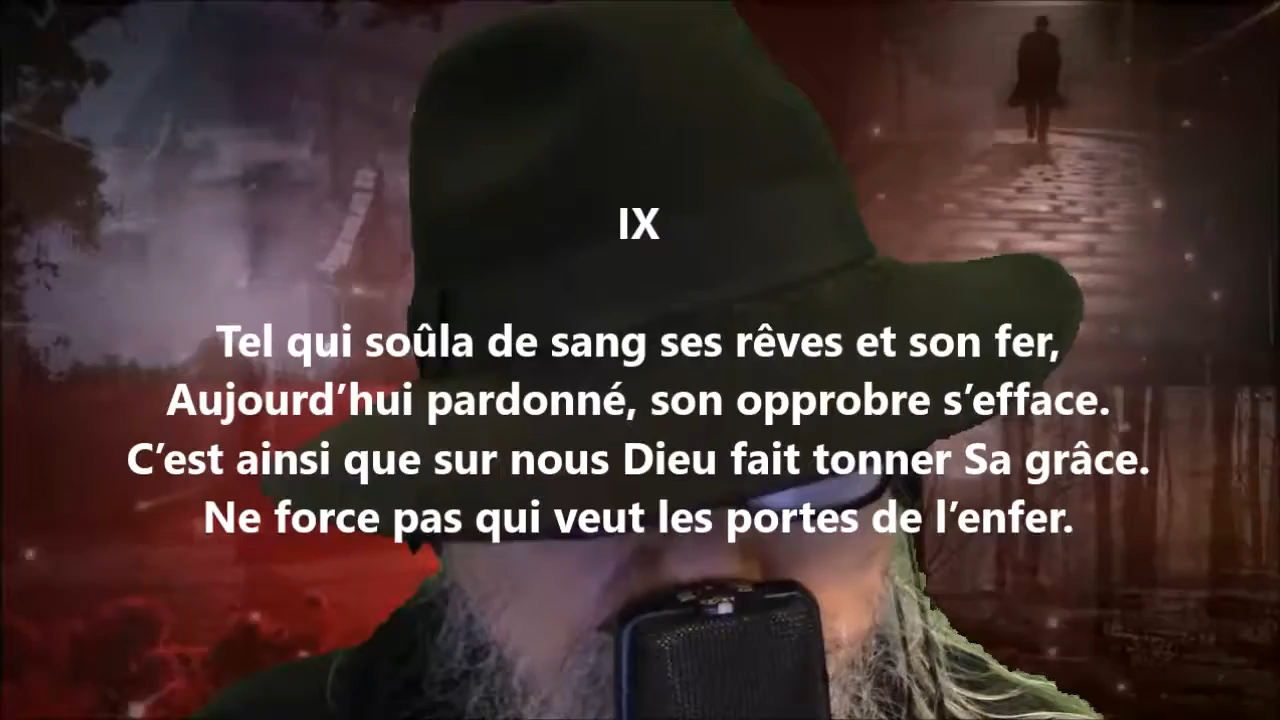 IX
Tel qui soûla de sang ses rêves et son fer,
Aujourd’hui pardonné, son opprobre s’efface.
C’est ainsi que sur nous Dieu fait tonner Sa grâce.
Ne force pas qui veut les portes de l’enfer.